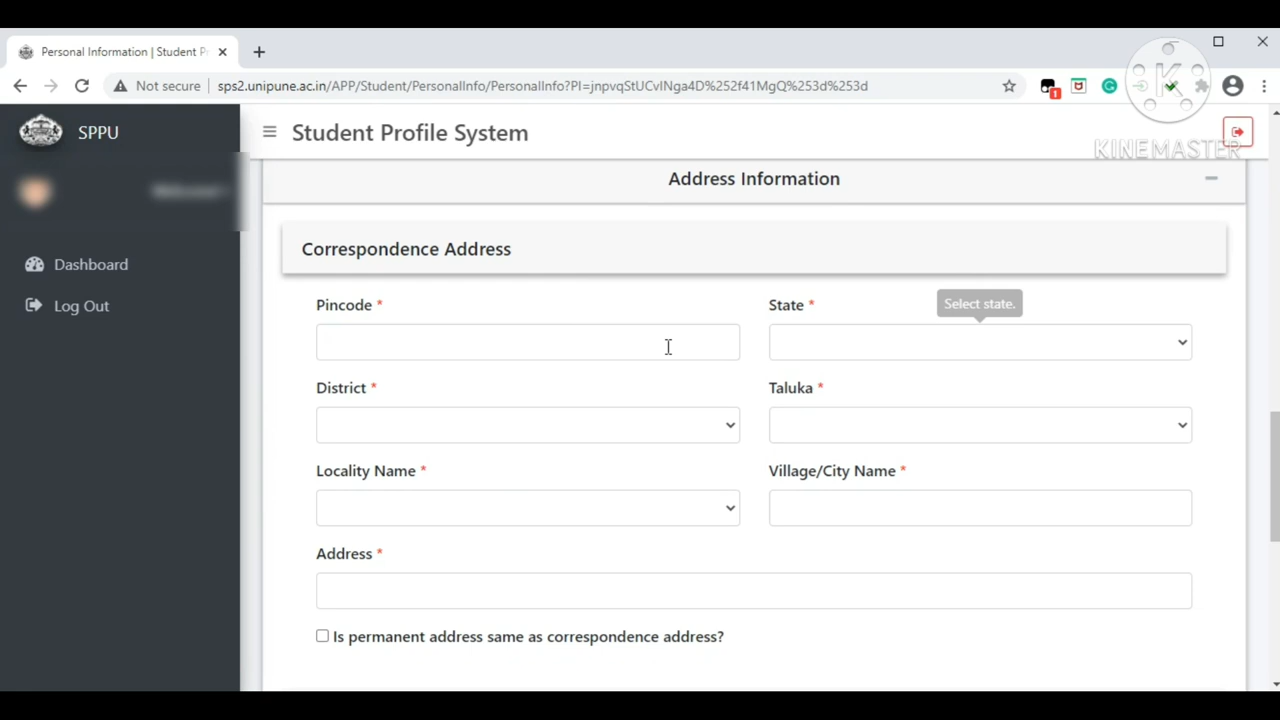 Personal Information | Student Pr
Not secure
sps2.unipune.ac.in/APP/Student/PersonalInfo/PersonalInfo?PI=jnpvqStUCvINga4D%252f41MgQ%253d%253d
1
K
KINEMASTER
SPPU
Student Profile System
Dashboard
Log Out
Address Information
Correspondence Address
Pincode *
State *
Select state.
District *
Taluka *
Locality Name *
Village/City Name *
Address *
Is permanent address same as correspondence address?